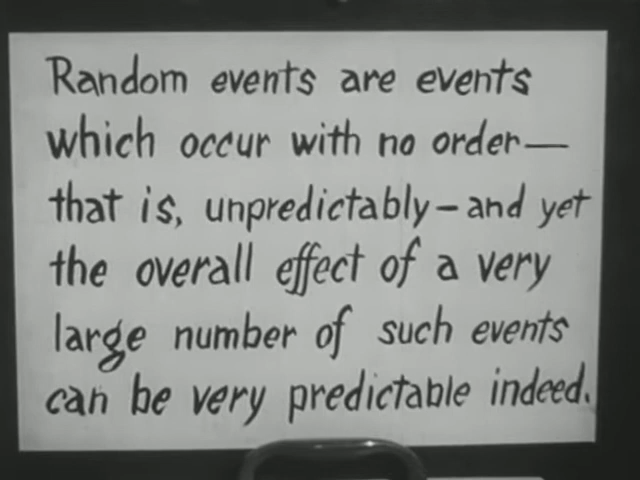 Random events are events
which occur with no order—
that is, unpredictably—and yet
the overall effect of a very
large number of such events
can be very predictable indeed.